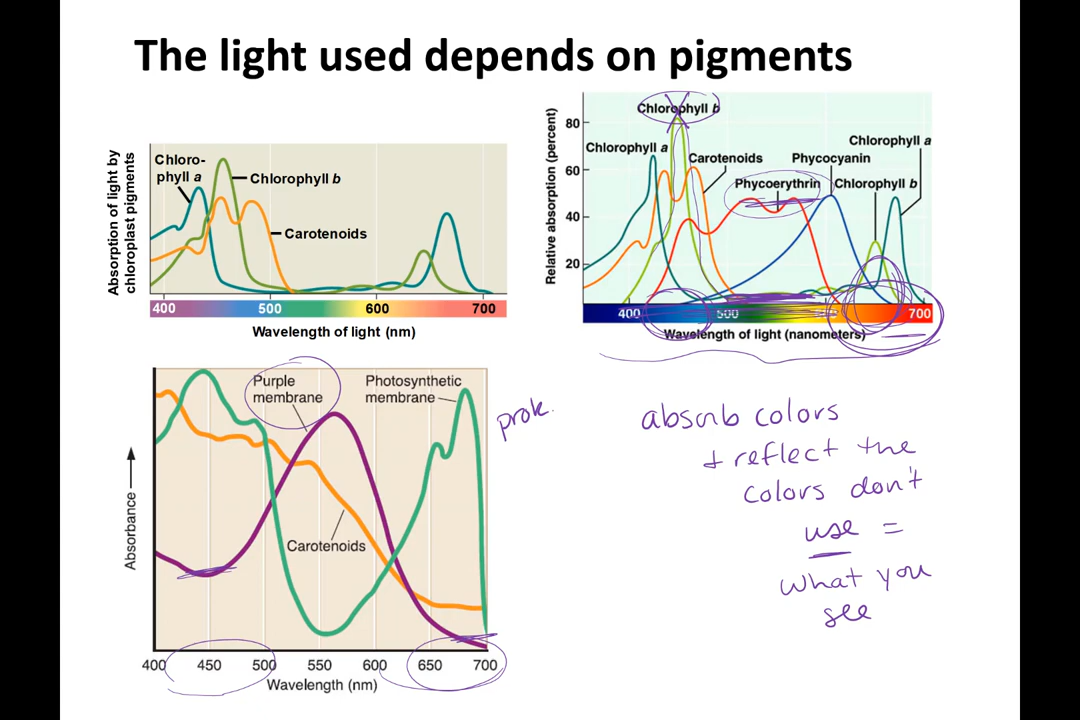 The light used depends on pigments
Absorption of light by
chloroplast pigments
Chloro-
phyll a
Chlorophyll b
Carotenoids
400 500 600 700
Wavelength of light (nm)
Relative absorption (percent)
80
60
40
20
Chlorophyll b
Chlorophyll a
Carotenoids
Phycoerythrin
Phycocyanin
Chlorophyll b
Chlorophyll a
400 500 700
Wavelength of light (nanometers)
Absorbance
Purple
membrane
Photosynthetic
membrane
Carotenoids
400 450 500 550 600 650 700
Wavelength (nm)
prok.
absorb colors
+ reflect the
colors don't
use =
what you
see